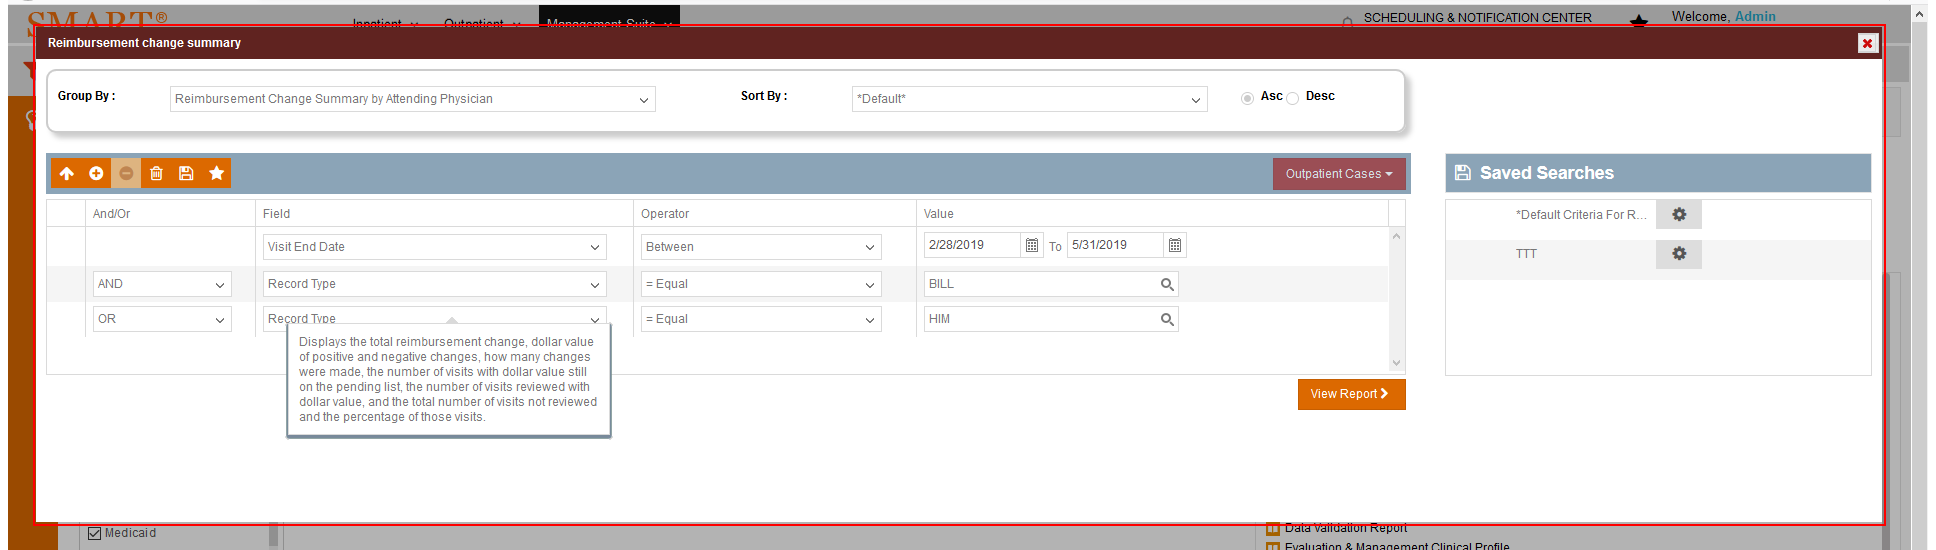 SMART®
Inpatient
Outpatient
Management Suite
SCHEDULING & NOTIFICATION CENTER
Welcome, Admin
Reimbursement change summary
Group By :
Reimbursement Change Summary by Attending Physician
Sort By :
*Default*
Asc
Desc
Outpatient Cases
Saved Searches
And/Or
Field
Operator
Value
*Default Criteria For R...
Visit End Date
Between
2/28/2019
To
5/31/2019
TTT
AND
Record Type
= Equal
BILL
OR
Record Type
= Equal
HIM
Displays the total reimbursement change, dollar value
of positive and negative changes, how many changes
were made, the number of visits with dollar value still
on the pending list, the number of visits reviewed with
dollar value, and the total number of visits not reviewed
and the percentage of those visits.
View Report
Medicaid
Data Validation Report
Evaluation & Management Clinical Profile